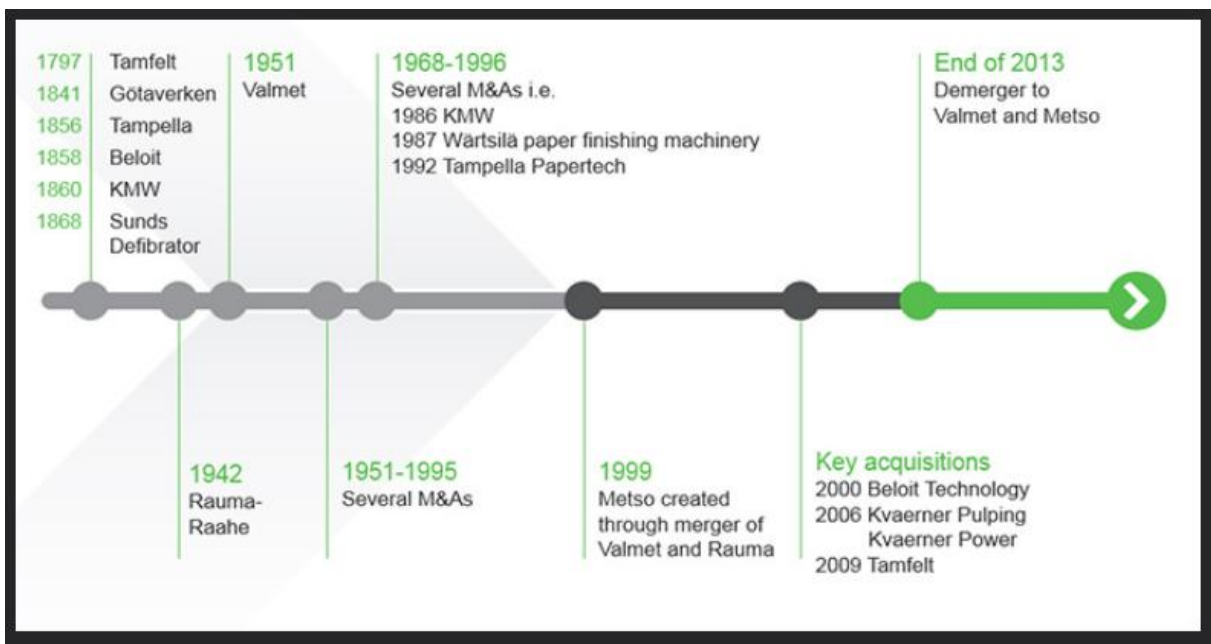 1797 Tamfelt
1841 Götaverken
1856 Tampella
1858 Beloit
1860 KMW
1868 Sunds
Defibrator
1951
Valmet
1968-1996
Several M&As i.e.
1986 KMW
1987 Wärtsilä paper finishing machinery
1992 Tampella Papertech
End of 2013
Demerger to
Valmet and Metso
1942
Rauma-
Raahe
1951-1995
Several M&As
1999
Metso created
through merger of
Valmet and Rauma
Key acquisitions
2000 Beloit Technology
2006 Kvaerner Pulping
Kvaerner Power
2009 Tamfelt